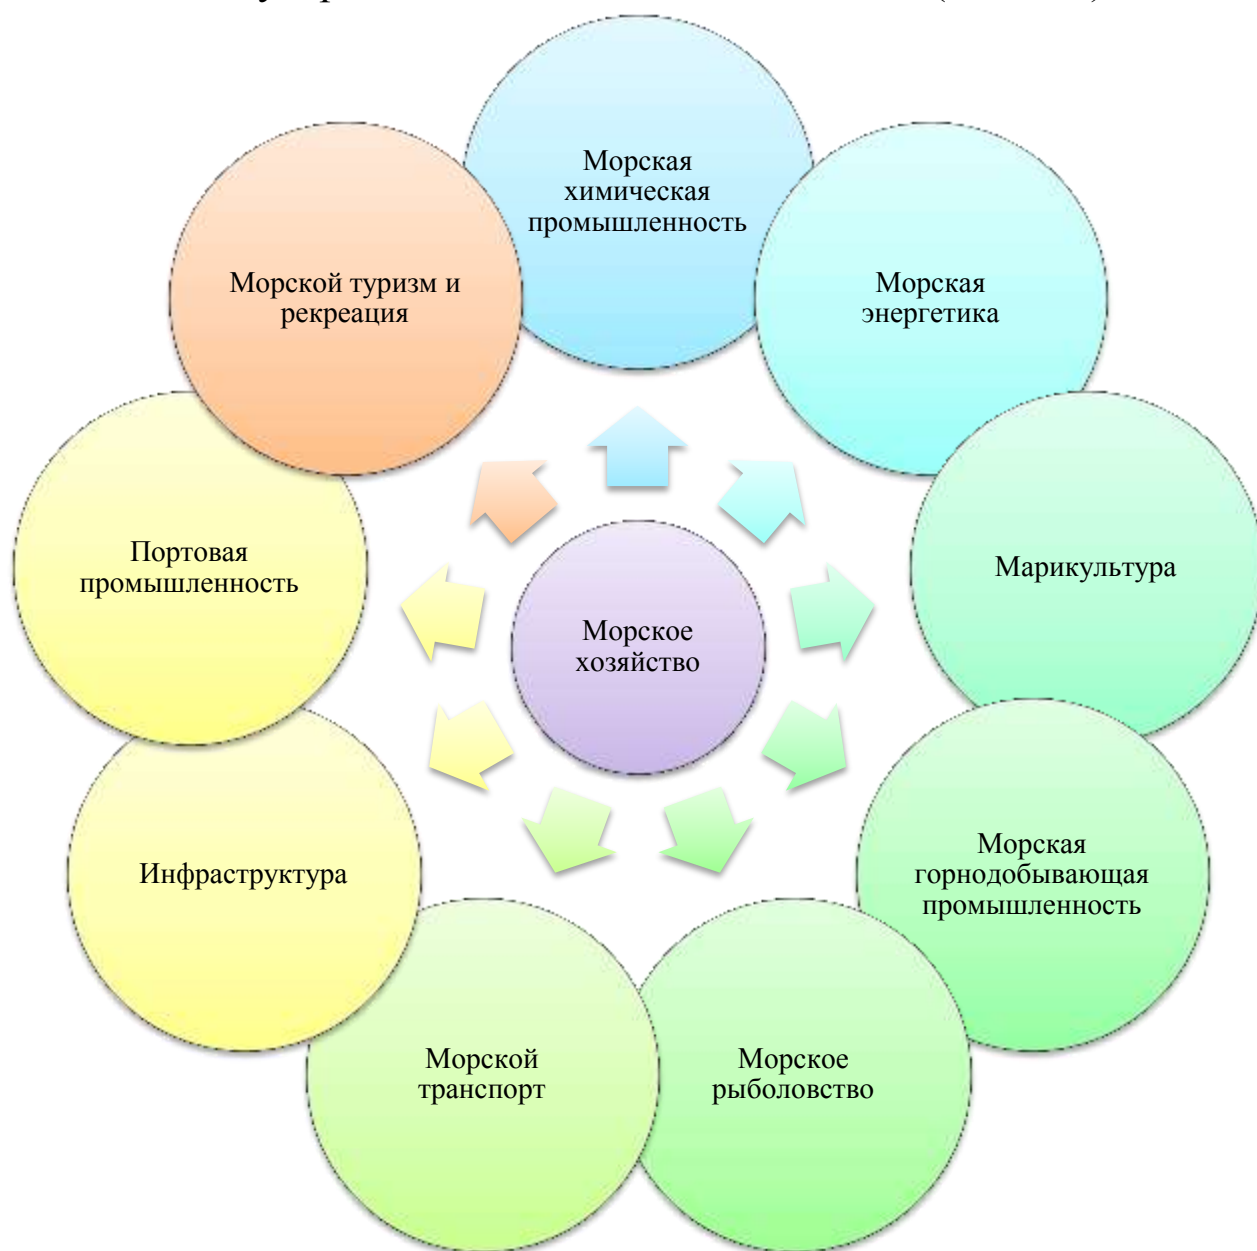 Морская
химическая
промышленность
Морская
энергетика
Марикультура
Морская
горнодобывающая
промышленность
Морское
рыболовство
Морской
транспорт
Инфраструктура
Портовая
промышленность
Морской туризм и
рекреация
Морское
хозяйство